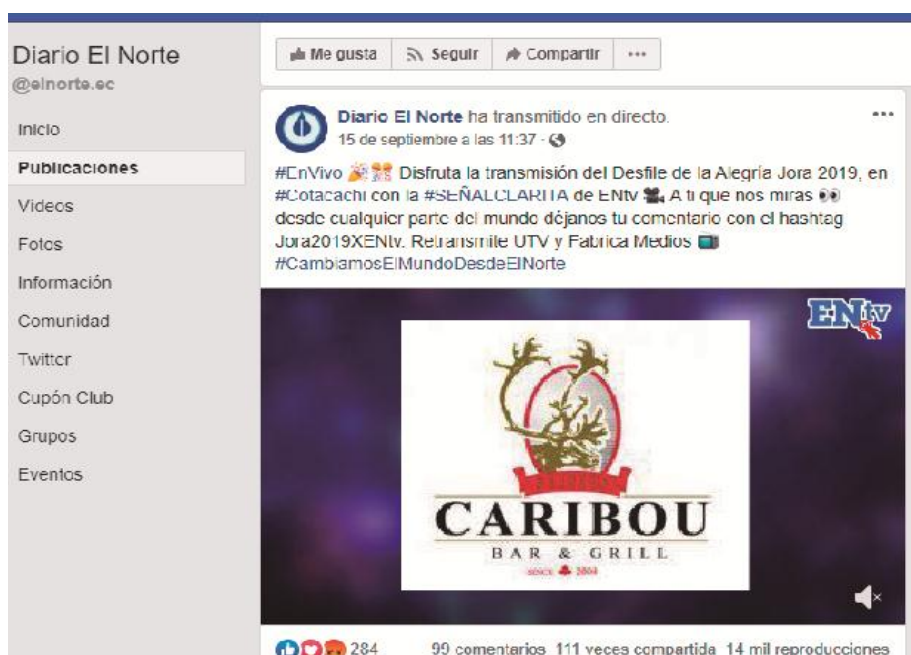 Diario El Norte
@elnorte.ec
Inicio
Publicaciones
Videos
Fotos
Información
Comunidad
Twitter
Cupón Club
Grupos
Eventos
Me gusta
Seguir
Compartir
Diario El Norte ha transmitido en directo.
15 de septiembre a las 11:37 ·
#EnVivo Disfruta la transmisión del Desfile de la Alegría Jora 2019, en
#Cotacachi con la #SEÑALCLARITA de ENtv A ti que nos miras
desde cualquier parte del mundo déjanos tu comentario con el hashtag
Jora2019XENtv. Retransmite UTV y Fabrica Medios
#CambiamosElMundoDesdeElNorte
ENtv
CARIBOU
BAR & GRILL
SINCE 2004
284
99 comentarios 111 veces compartida 14 mil reproducciones